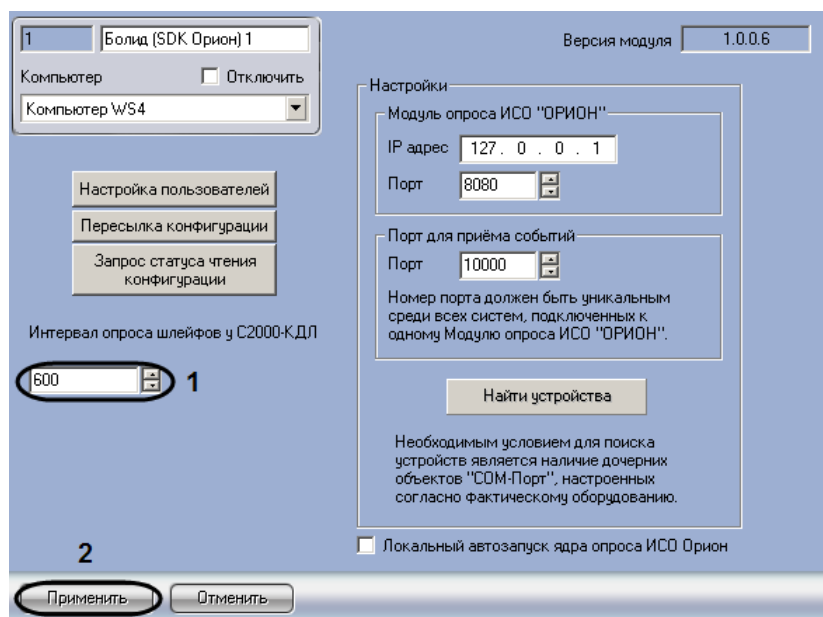 1
Болид (SDK Орион) 1
Компьютер
Отключить
Компьютер WS4
Настройка пользователей
Пересылка конфигурации
Запрос статуса чтения
конфигурации
Интервал опроса шлейфов у С2000-КДЛ
600
1
Версия модуля
1.0.0.6
Настройки
Модуль опроса ИСО "ОРИОН"
IP адрес
127 . 0 . 0 . 1
Порт
8080
Порт для приёма событий
Порт
10000
Номер порта должен быть уникальным
среди всех систем, подключенных к
одному Модулю опроса ИСО "ОРИОН".
Найти устройства
Необходимым условием для поиска
устройств является наличие дочерних
объектов "СОМ-Порт", настроенных
согласно фактическому оборудованию.
Локальный автозапуск ядра опроса ИСО Орион
2
Применить
Отменить